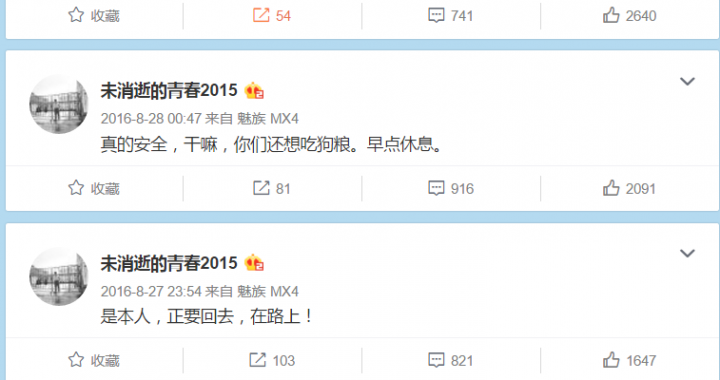 收藏 54 741 2640
未消逝的青春2015
2016-8-28 00:47 来自 魅族 MX4
真的安全，干嘛，你们还想吃狗粮。早点休息。
收藏 81 916 2091
未消逝的青春2015
2016-8-27 23:54 来自 魅族 MX4
是本人，正要回去，在路上！
收藏 103 821 1647